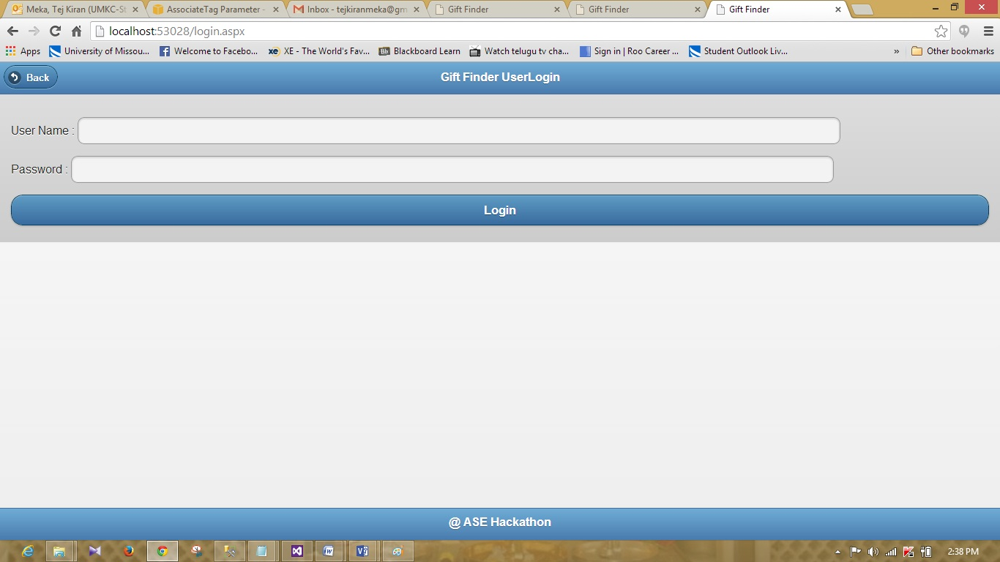 Meka, Tej Kiran (UMKC-St
AssociateTag Parameter -
Inbox - tejkiranmeka@gm
Gift Finder
Gift Finder
Gift Finder
localhost:53028/login.aspx
Apps
University of Missou...
Welcome to Facebo...
XE - The World's Fav...
Blackboard Learn
Watch telugu tv cha...
Sign in | Roo Career ...
Student Outlook Liv...
»
Other bookmarks
Back
Gift Finder UserLogin
User Name :
Password :
Login
@ ASE Hackathon
2:38 PM